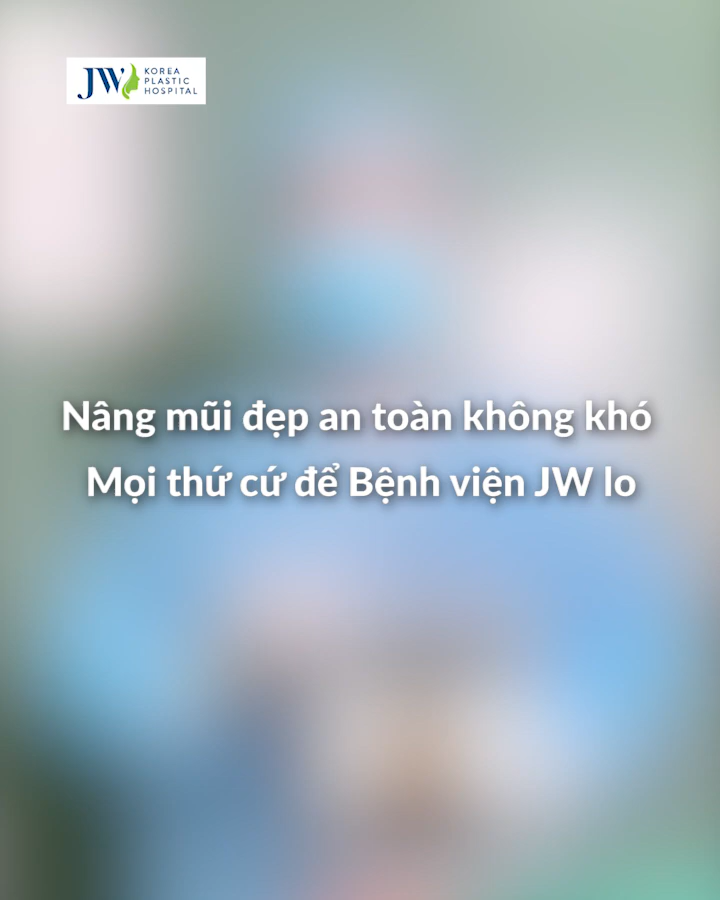 JW KOREA
PLASTIC
HOSPITAL
Nâng mũi đẹp an toàn không khó
Mọi thứ cứ để Bệnh viện JW lo